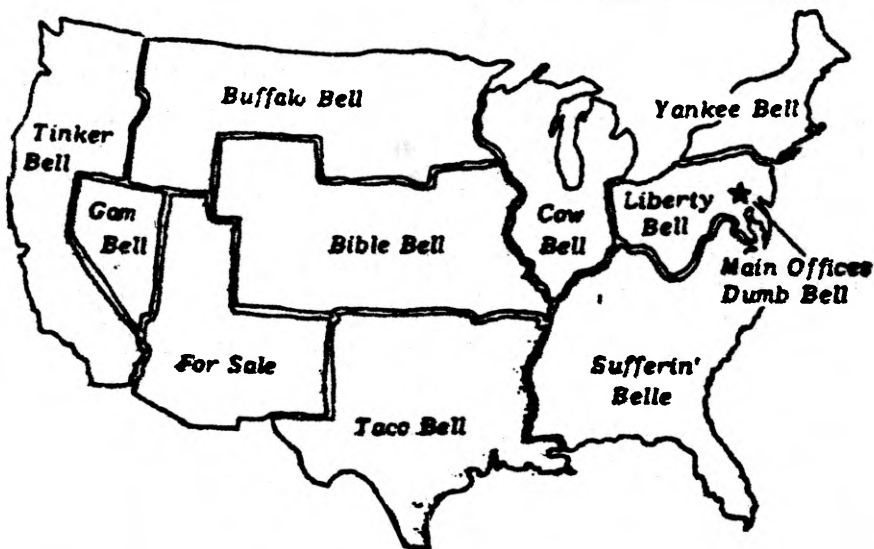 Buffalo Bell
Yankee Bell
Tinker
Bell
Gam
Bell
Bible Bell
Cow
Bell
Liberty
Bell
Main Offices
Dumb Bell
For Sale
Sufferin'
Belle
Taco Bell